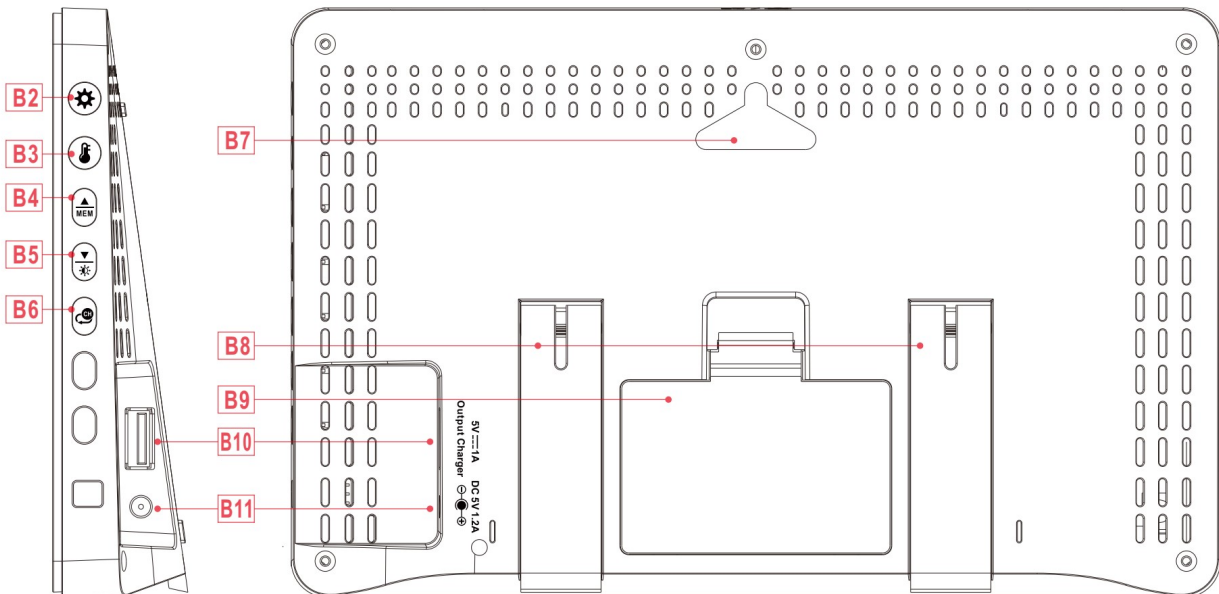 B2
B3
B4
B5
B6
MEM
CH
B7
B8
B9
B10
B11
5V⎓1A
Output Charger
DC 5V 1.2A